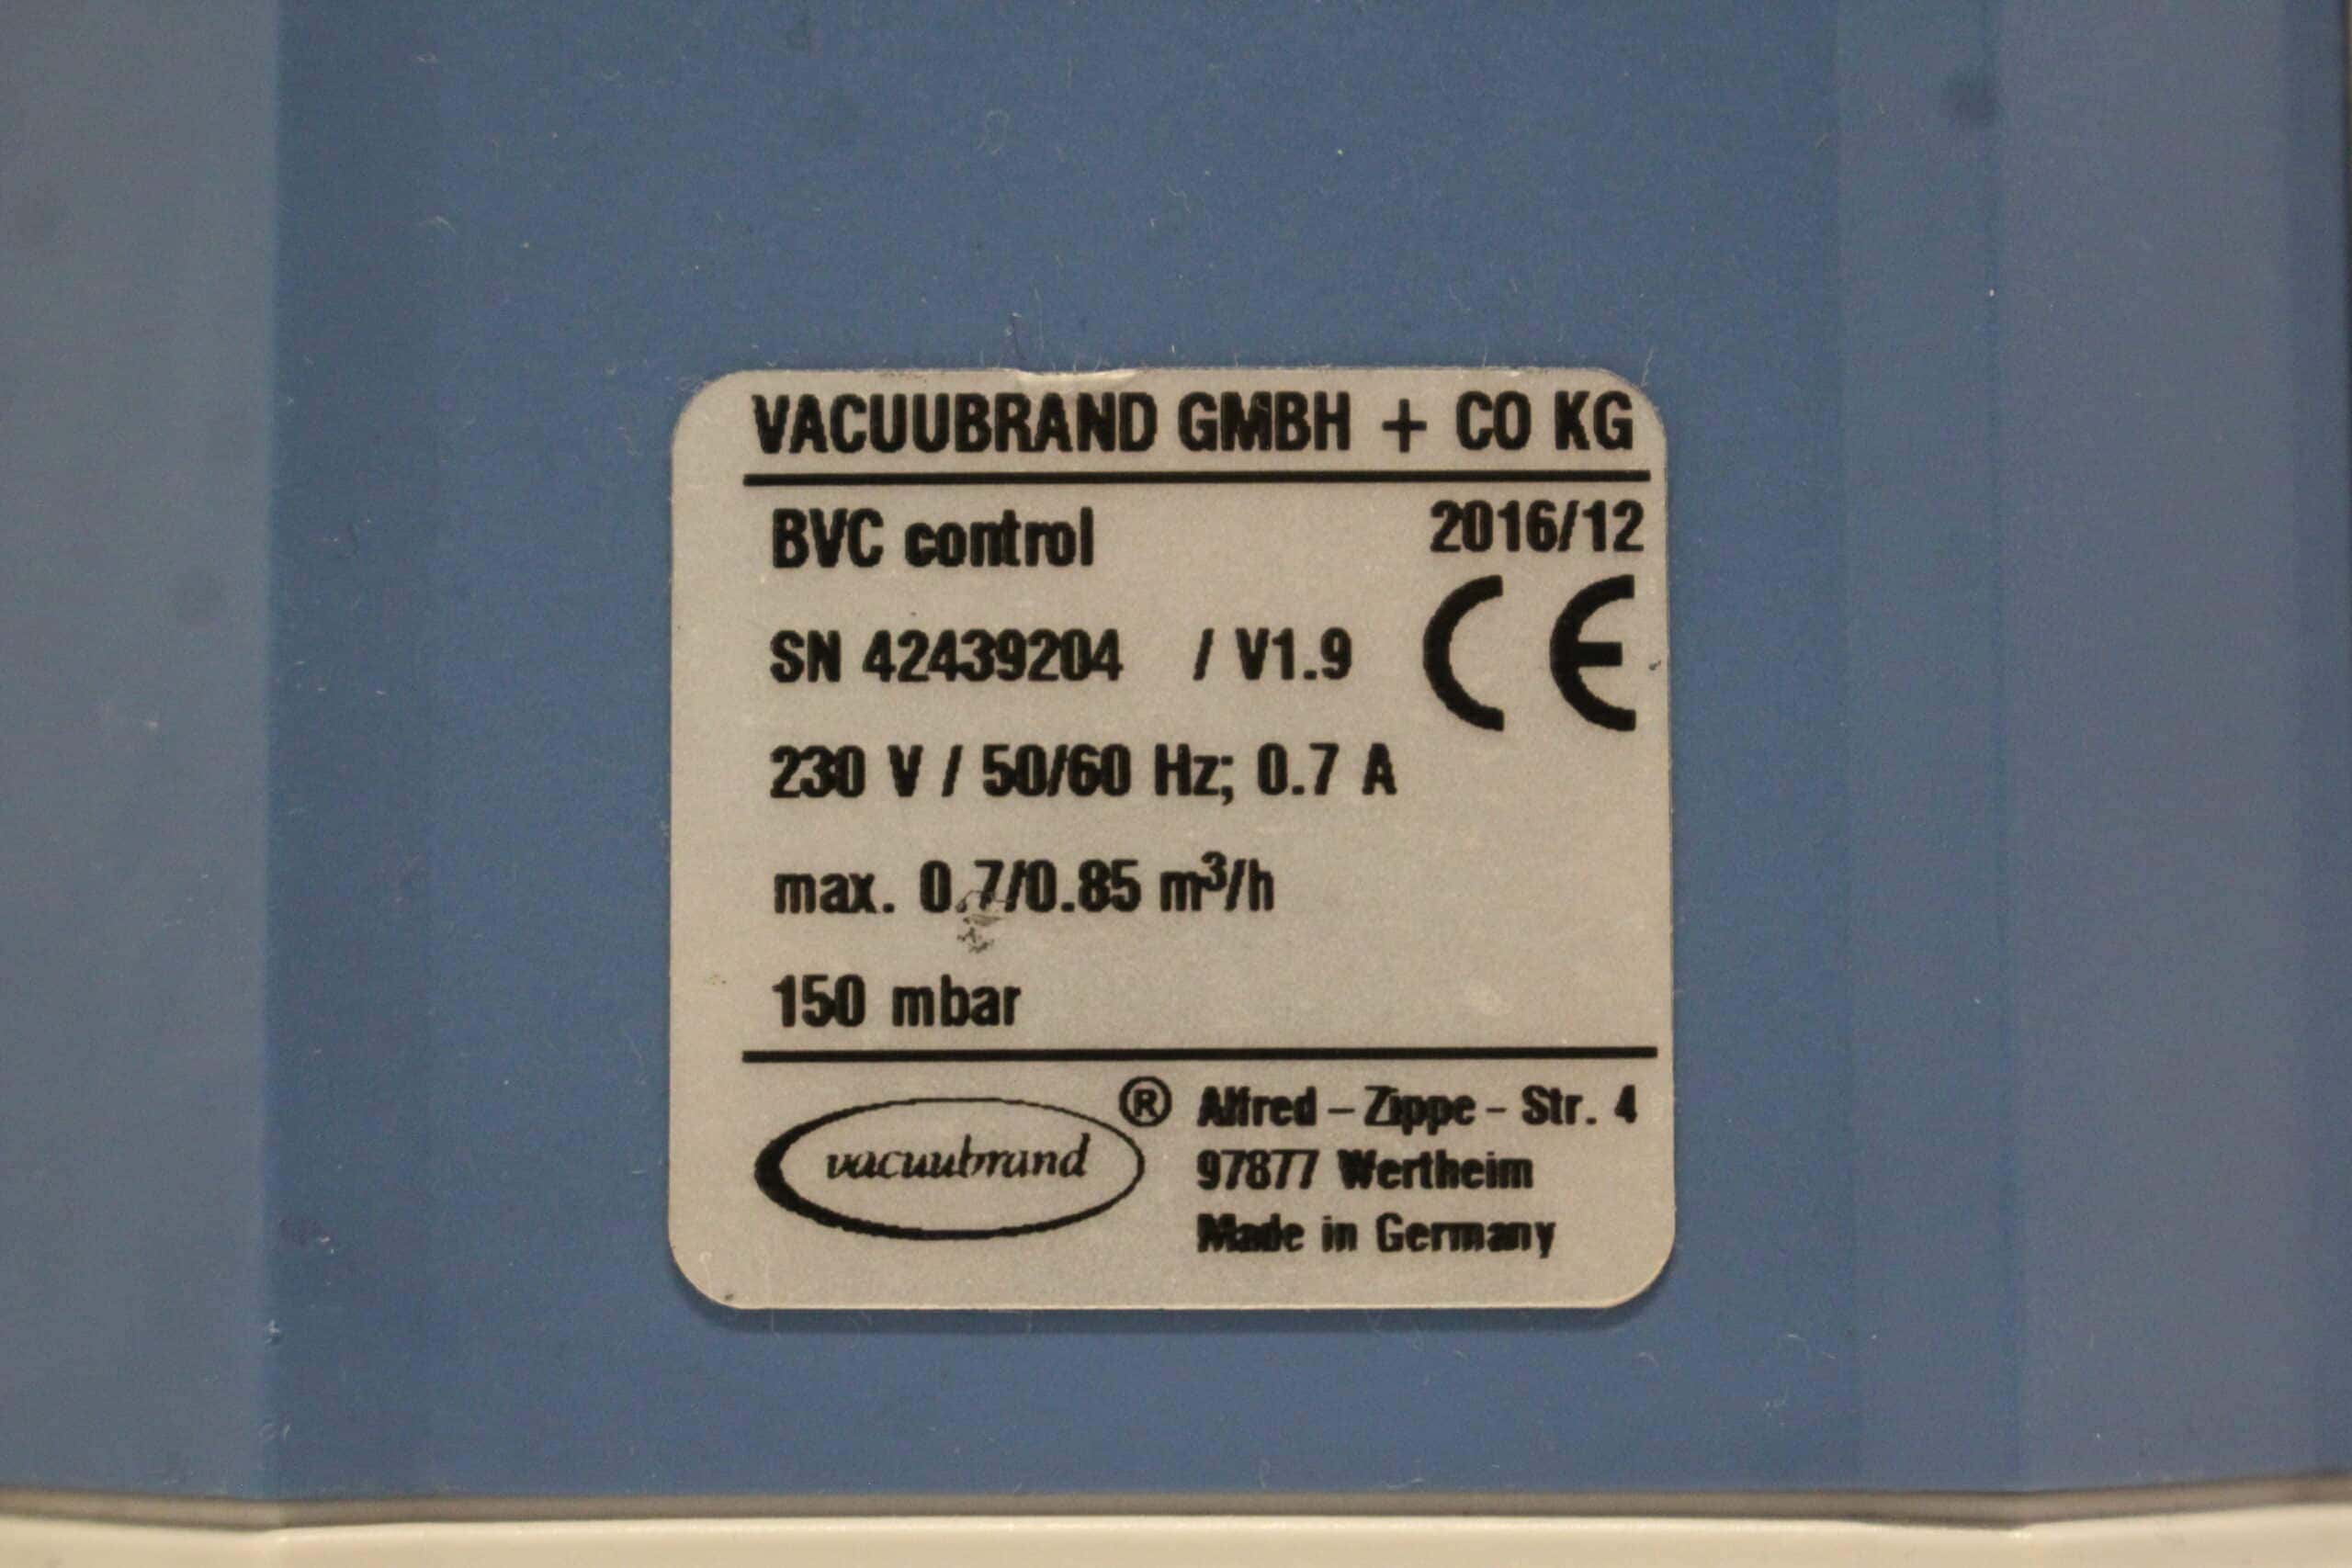 VACUUBRAND GMBH + CO KG
BVC control 2016/12
SN 42439204 / V1.9 CE
230 V / 50/60 Hz; 0.7 A
max. 0.7/0.85 m³/h
150 mbar
vacuubrand ® Alfred – Zippe – Str. 4
97877 Wertheim
Made in Germany